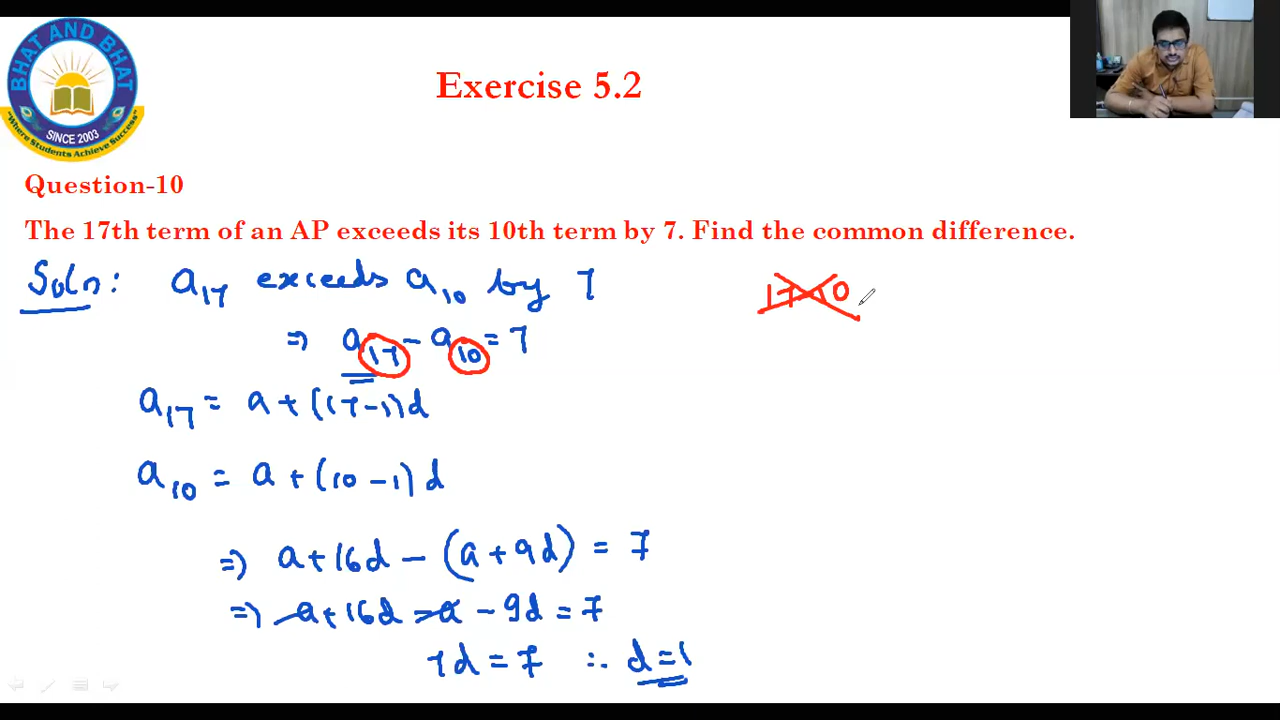 BHAT AND BHAT
SINCE 2003
"Where Students Achieve Success"
Exercise 5.2
Question-10
The 17th term of an AP exceeds its 10th term by 7. Find the common difference.
Soln: a₁₇ exceeds a₁₀ by 7
17-10
⇒ a₁₇ - a₁₀ = 7
a₁₇ = a + (17-1)d
a₁₀ = a + (10-1)d
⇒ a + 16d - (a + 9d) = 7
⇒ a + 16d - a - 9d = 7
7d = 7 ∴ d = 1